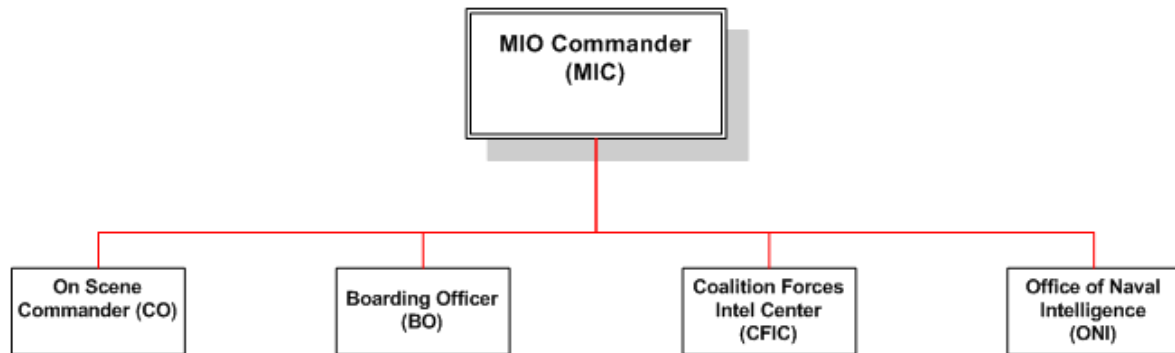 MIO Commander
(MIC)
On Scene
Commander (CO)
Boarding Officer
(BO)
Coalition Forces
Intel Center
(CFIC)
Office of Naval
Intelligence
(ONI)